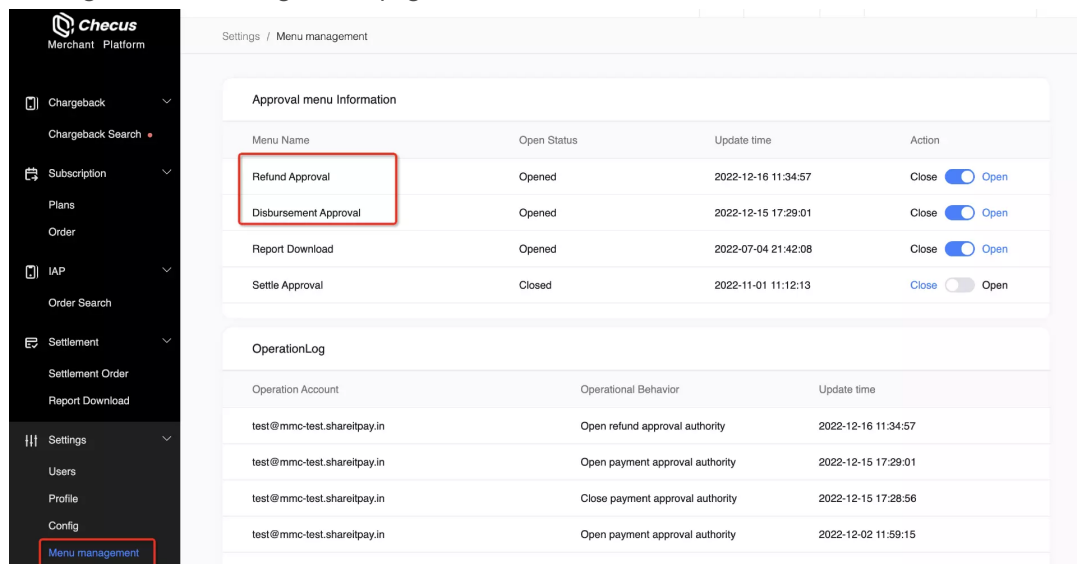 Checus
Merchant Platform
Chargeback
Chargeback Search
Subscription
Plans
Order
IAP
Order Search
Settlement
Settlement Order
Report Download
Settings
Users
Profile
Config
Menu management
Settings / Menu management
Approval menu Information
Menu Name Open Status Update time Action
Refund Approval Opened 2022-12-16 11:34:57 Close Open
Disbursement Approval Opened 2022-12-15 17:29:01 Close Open
Report Download Opened 2022-07-04 21:42:08 Close Open
Settle Approval Closed 2022-11-01 11:12:13 Close Open
OperationLog
Operation Account Operational Behavior Update time
test@mmc-test.shareitpay.in Open refund approval authority 2022-12-16 11:34:57
test@mmc-test.shareitpay.in Open payment approval authority 2022-12-15 17:29:01
test@mmc-test.shareitpay.in Close payment approval authority 2022-12-15 17:28:56
test@mmc-test.shareitpay.in Open payment approval authority 2022-12-02 11:59:15